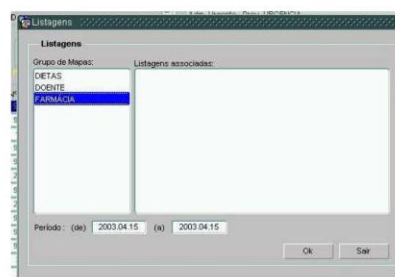 Listagens
Listagens
Grupo de Mapas:
Listagens associadas:
DIETAS
DOENTE
FARMÁCIA
Período : (de) 2003.04.15 (a) 2003.04.15
Ok Sair